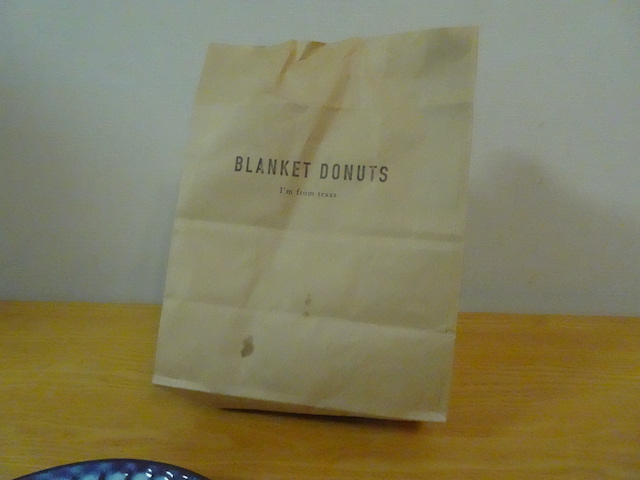 BLANKET DONUTS
I'm from texas